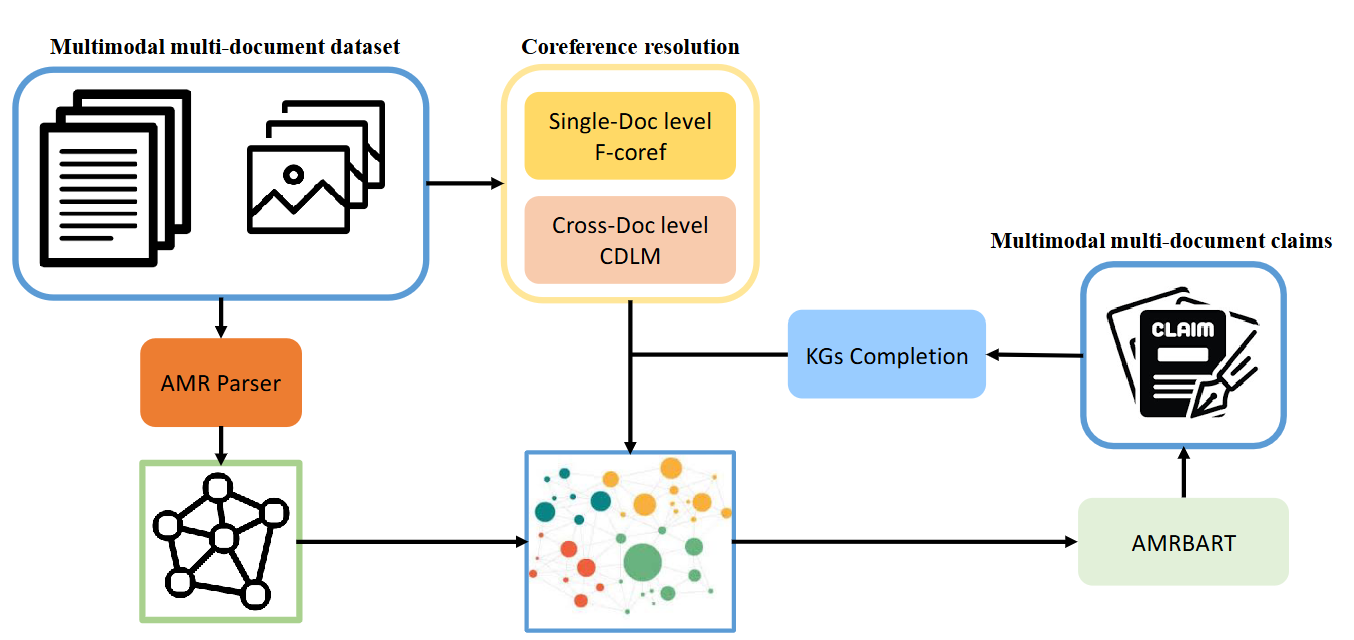 Multimodal multi-document dataset
Coreference resolution
Single-Doc level
F-coref
Cross-Doc level
CDLM
Multimodal multi-document claims
CLAIM
KGs Completion
AMR Parser
AMRBART